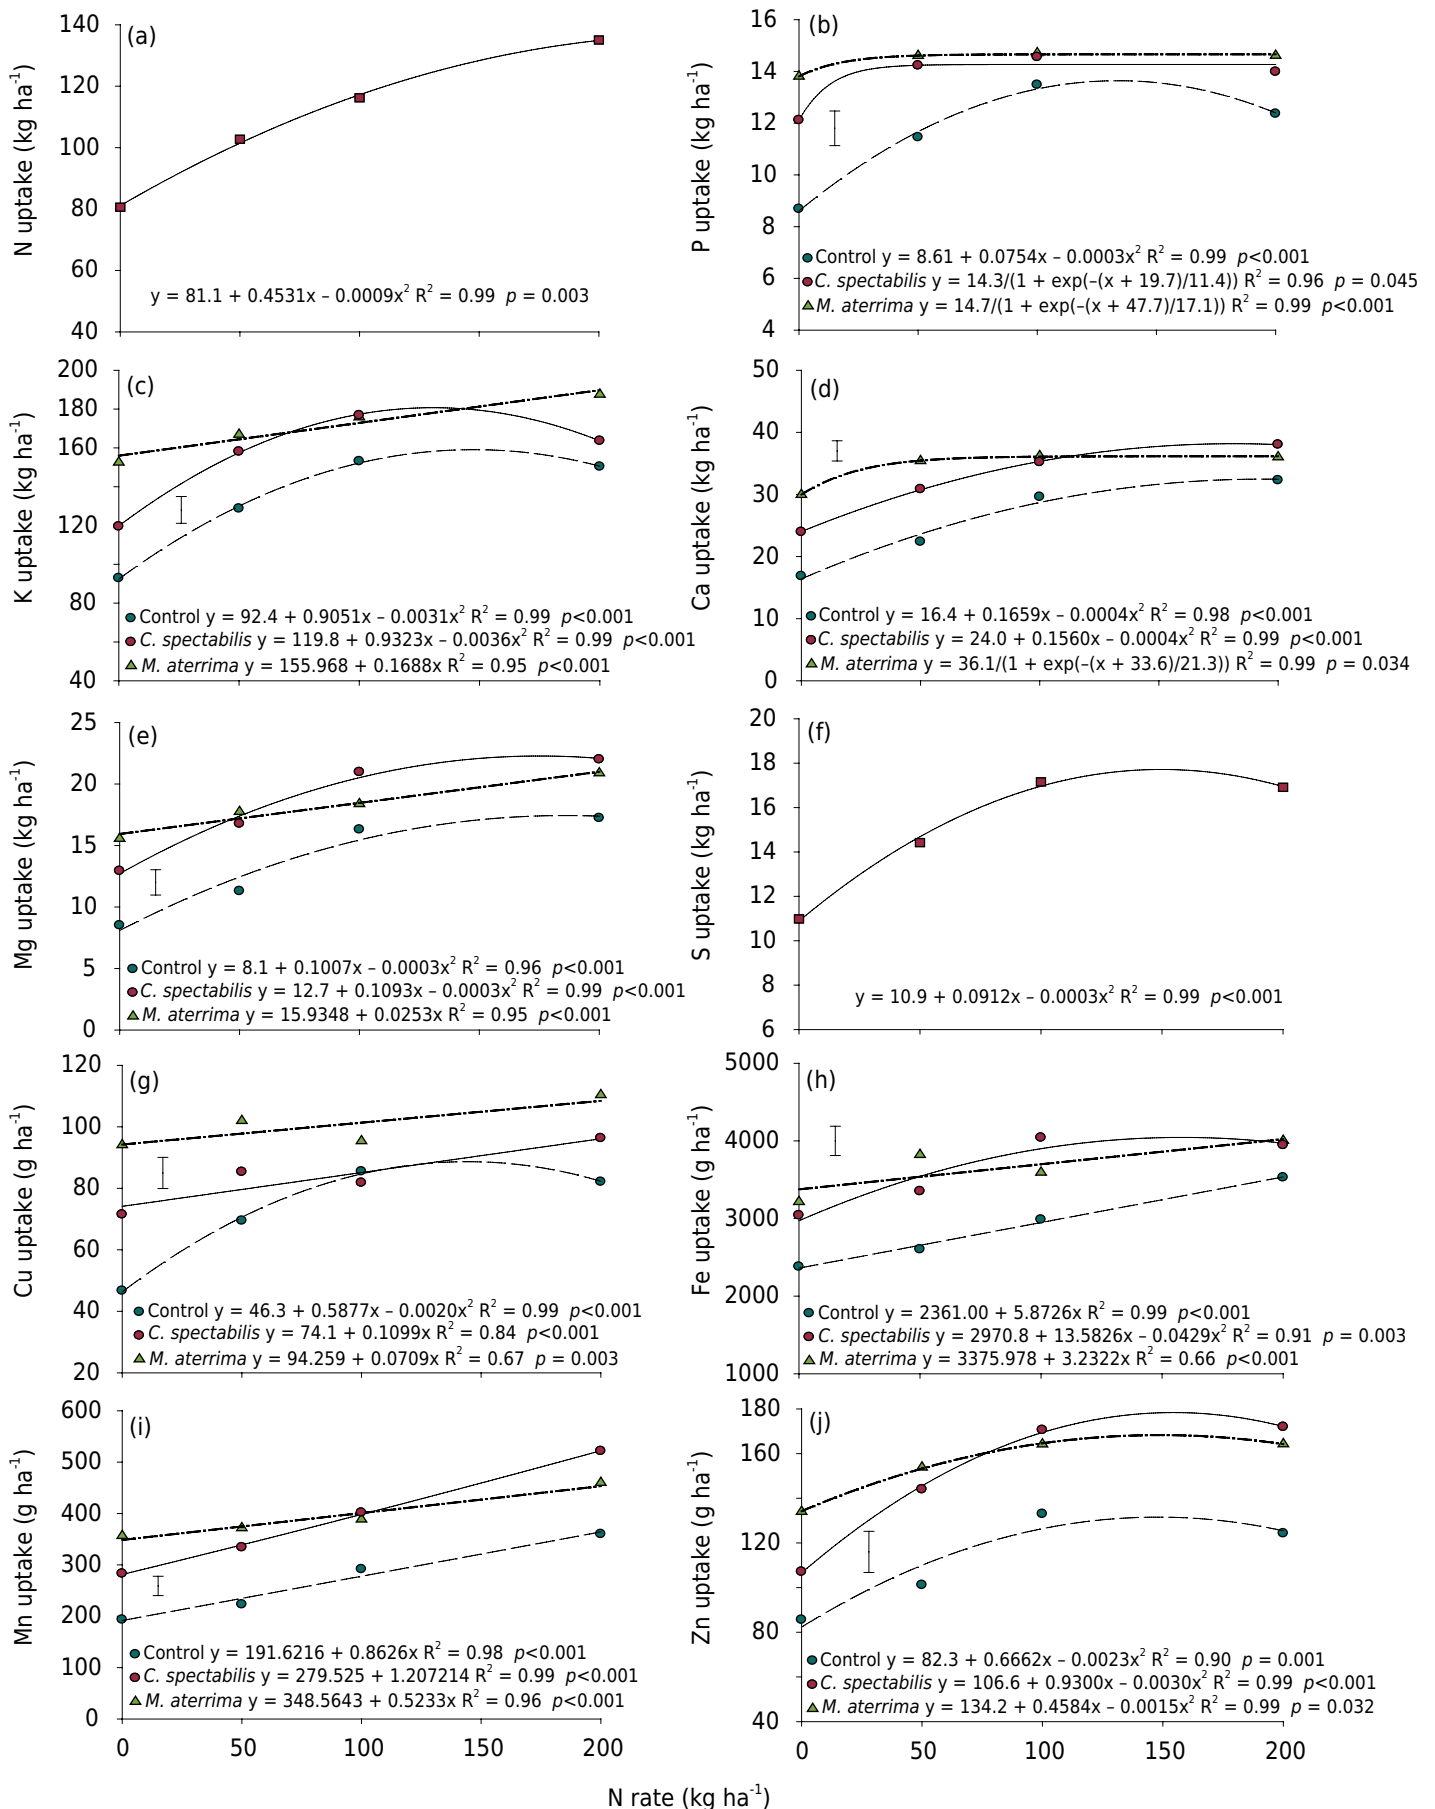 (a)
N uptake (kg ha⁻¹)
140
120
100
80
60
40
y = 81.1 + 0.4531x – 0.0009x² R² = 0.99 p = 0.003
(b)
P uptake (kg ha⁻¹)
16
14
12
10
8
6
4
Control y = 8.61 + 0.0754x – 0.0003x² R² = 0.99 p<0.001
C. spectabilis y = 14.3/(1 + exp(–(x + 19.7)/11.4)) R² = 0.96 p = 0.045
M. aterrima y = 14.7/(1 + exp(–(x + 47.7)/17.1)) R² = 0.99 p<0.001
(c)
K uptake (kg ha⁻¹)
200
180
160
120
80
60
40
Control y = 92.4 + 0.9051x – 0.0031x² R² = 0.99 p<0.001
C. spectabilis y = 119.8 + 0.9323x – 0.0036x² R² = 0.99 p<0.001
M. aterrima y = 155.968 + 0.1688x R² = 0.95 p<0.001
(d)
Ca uptake (kg ha⁻¹)
50
40
30
20
10
0
Control y = 16.4 + 0.1659x – 0.0004x² R² = 0.98 p<0.001
C. spectabilis y = 24.0 + 0.1560x – 0.0004x² R² = 0.99 p<0.001
M. aterrima y = 36.1/(1 + exp(–(x + 33.6)/21.3)) R² = 0.99 p = 0.034
(e)
Mg uptake (kg ha⁻¹)
25
20
15
10
5
0
Control y = 8.1 + 0.1007x – 0.0003x² R² = 0.96 p<0.001
C. spectabilis y = 12.7 + 0.1093x – 0.0003x² R² = 0.99 p<0.001
M. aterrima y = 15.9348 + 0.0253x R² = 0.95 p<0.001
(f)
S uptake (kg ha⁻¹)
20
18
16
14
12
11
8
6
y = 10.9 + 0.0912x – 0.0003x² R² = 0.99 p<0.001
(g)
Cu uptake (g ha⁻¹)
120
100
80
60
40
20
Control y = 46.3 + 0.5877x – 0.0020x² R² = 0.99 p<0.001
C. spectabilis y = 74.1 + 0.1099x R² = 0.84 p<0.001
M. aterrima y = 94.259 + 0.0709x R² = 0.67 p = 0.003
(h)
Fe uptake (g ha⁻¹)
5000
4000
3000
2000
1000
Control y = 2361.00 + 5.8726x R² = 0.99 p<0.001
C. spectabilis y = 2970.8 + 13.5826x – 0.0429x² R² = 0.91 p = 0.003
M. aterrima y = 3375.978 + 3.2322x R² = 0.66 p<0.001
(i)
Mn uptake (g ha⁻¹)
600
500
400
300
200
100
0
Control y = 191.6216 + 0.8626x R² = 0.98 p<0.001
C. spectabilis y = 279.525 + 1.207214 R² = 0.99 p<0.001
M. aterrima y = 348.5643 + 0.5233x R² = 0.96 p<0.001
0 50 100 150 200
(j)
Zn uptake (g ha⁻¹)
180
160
120
80
40
Control y = 82.3 + 0.6662x – 0.0023x² R² = 0.90 p = 0.001
C. spectabilis y = 106.6 + 0.9300x – 0.0030x² R² = 0.99 p<0.001
M. aterrima y = 134.2 + 0.4584x – 0.0015x² R² = 0.99 p = 0.032
0 50 100 150 200
N rate (kg ha⁻¹)